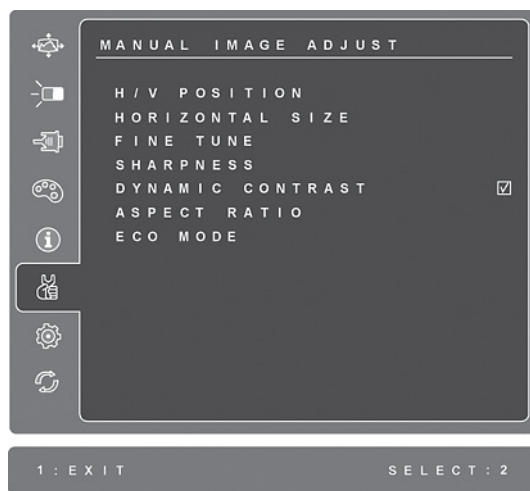 MANUAL IMAGE ADJUST
H/V POSITION
HORIZONTAL SIZE
FINE TUNE
SHARPNESS
DYNAMIC CONTRAST
ASPECT RATIO
ECO MODE
1:EXIT SELECT:2